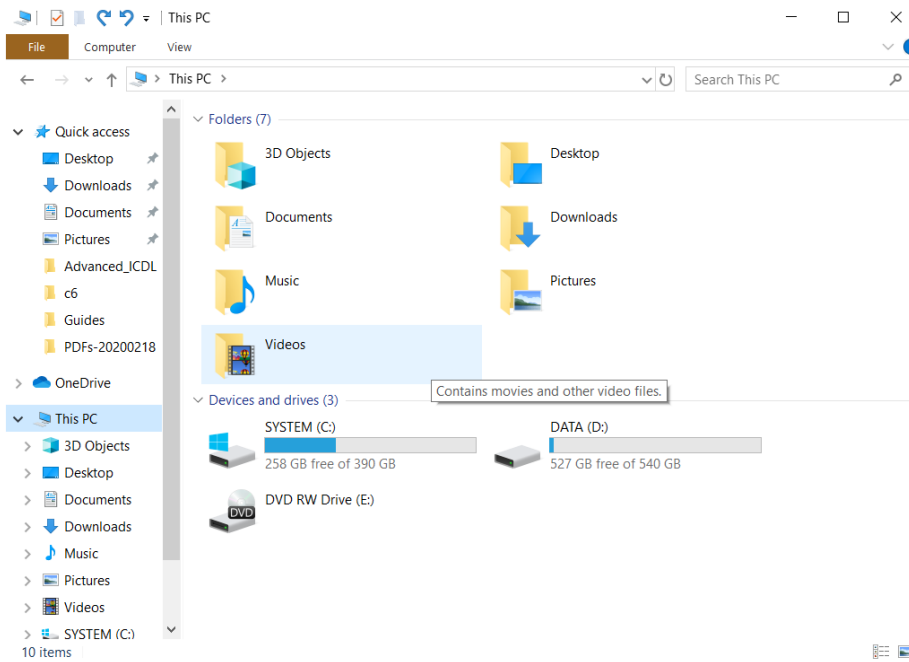 This PC
File Computer View
This PC
Search This PC
Quick access
Desktop
Downloads
Documents
Pictures
Advanced_ICDL
c6
Guides
PDFs-20200218
OneDrive
This PC
3D Objects
Desktop
Documents
Downloads
Music
Pictures
Videos
SYSTEM (C:)
Folders (7)
3D Objects
Desktop
Documents
Downloads
Music
Pictures
Videos
Contains movies and other video files.
Devices and drives (3)
SYSTEM (C:)
258 GB free of 390 GB
DATA (D:)
527 GB free of 540 GB
DVD RW Drive (E:)
DVD
10 items